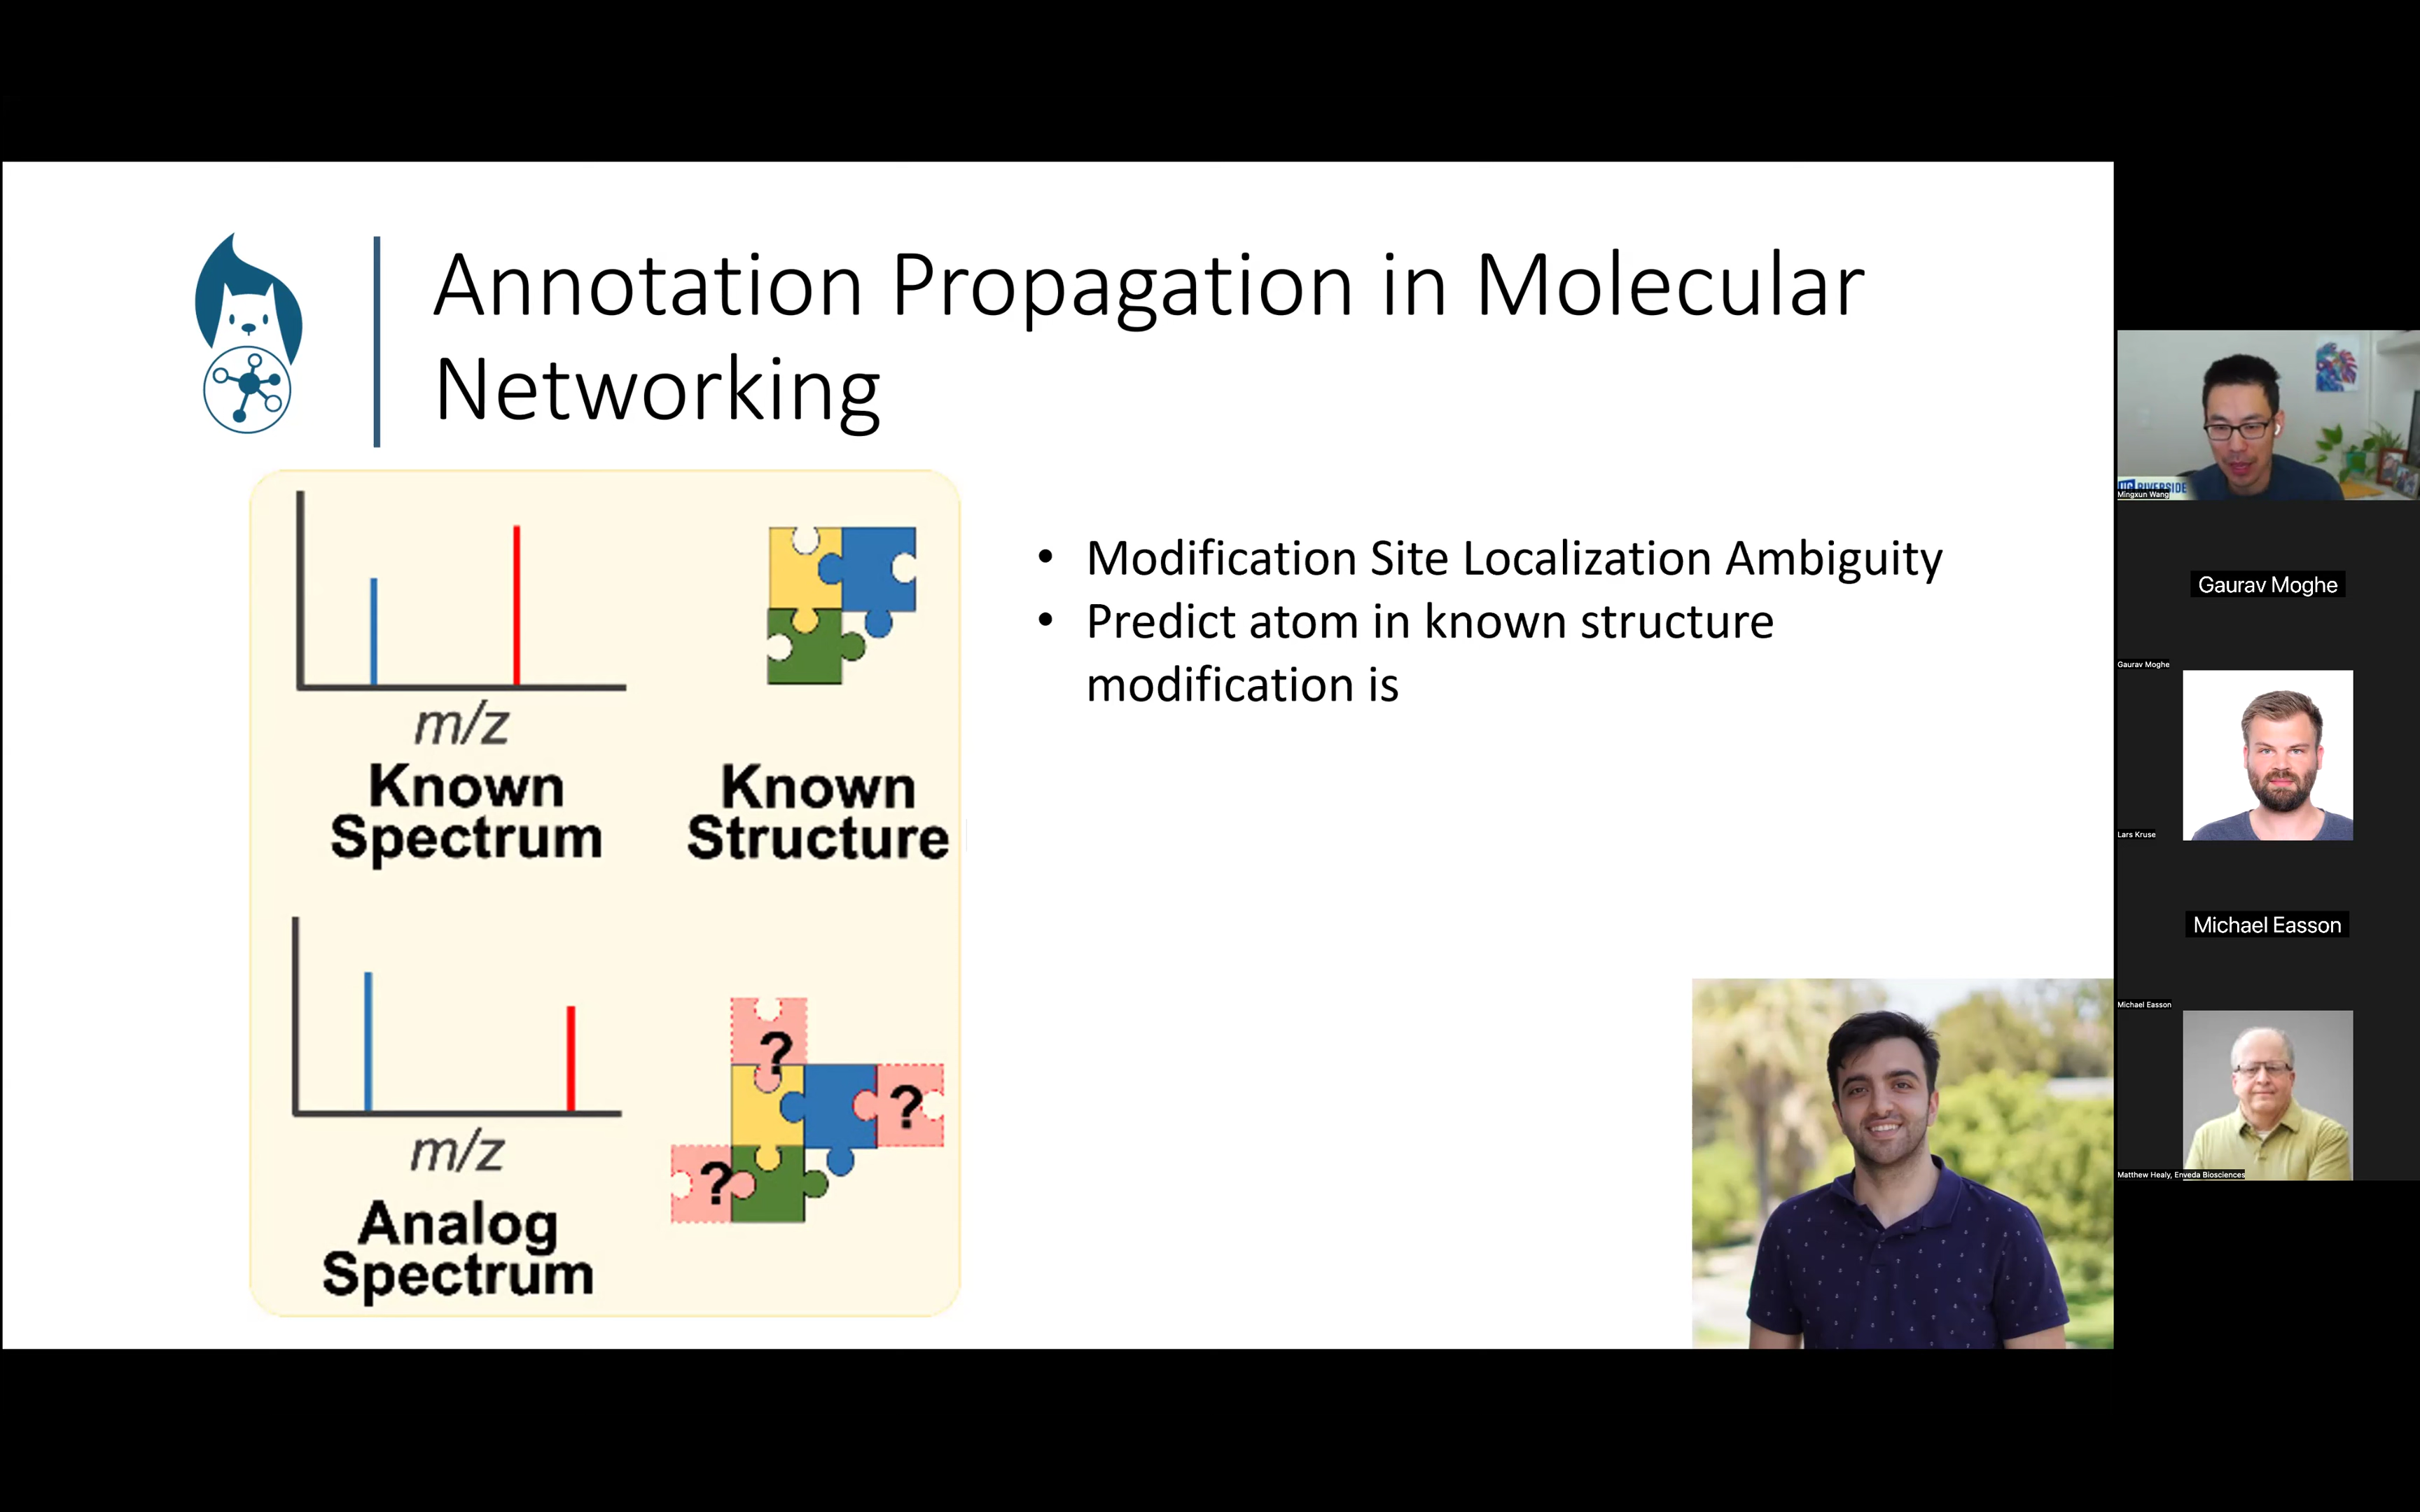 Annotation Propagation in Molecular
Networking
m/z
Known
Spectrum
Known
Structure
• Modification Site Localization Ambiguity
• Predict atom in known structure
modification is
m/z
Analog
Spectrum
?
?
?
RIVERSIDE
Mingxun Wang
Gaurav Moghe
Gaurav Moghe
Lars Kruse
Michael Easson
Michael Easson
Matthew Healy, Enveda Biosciences